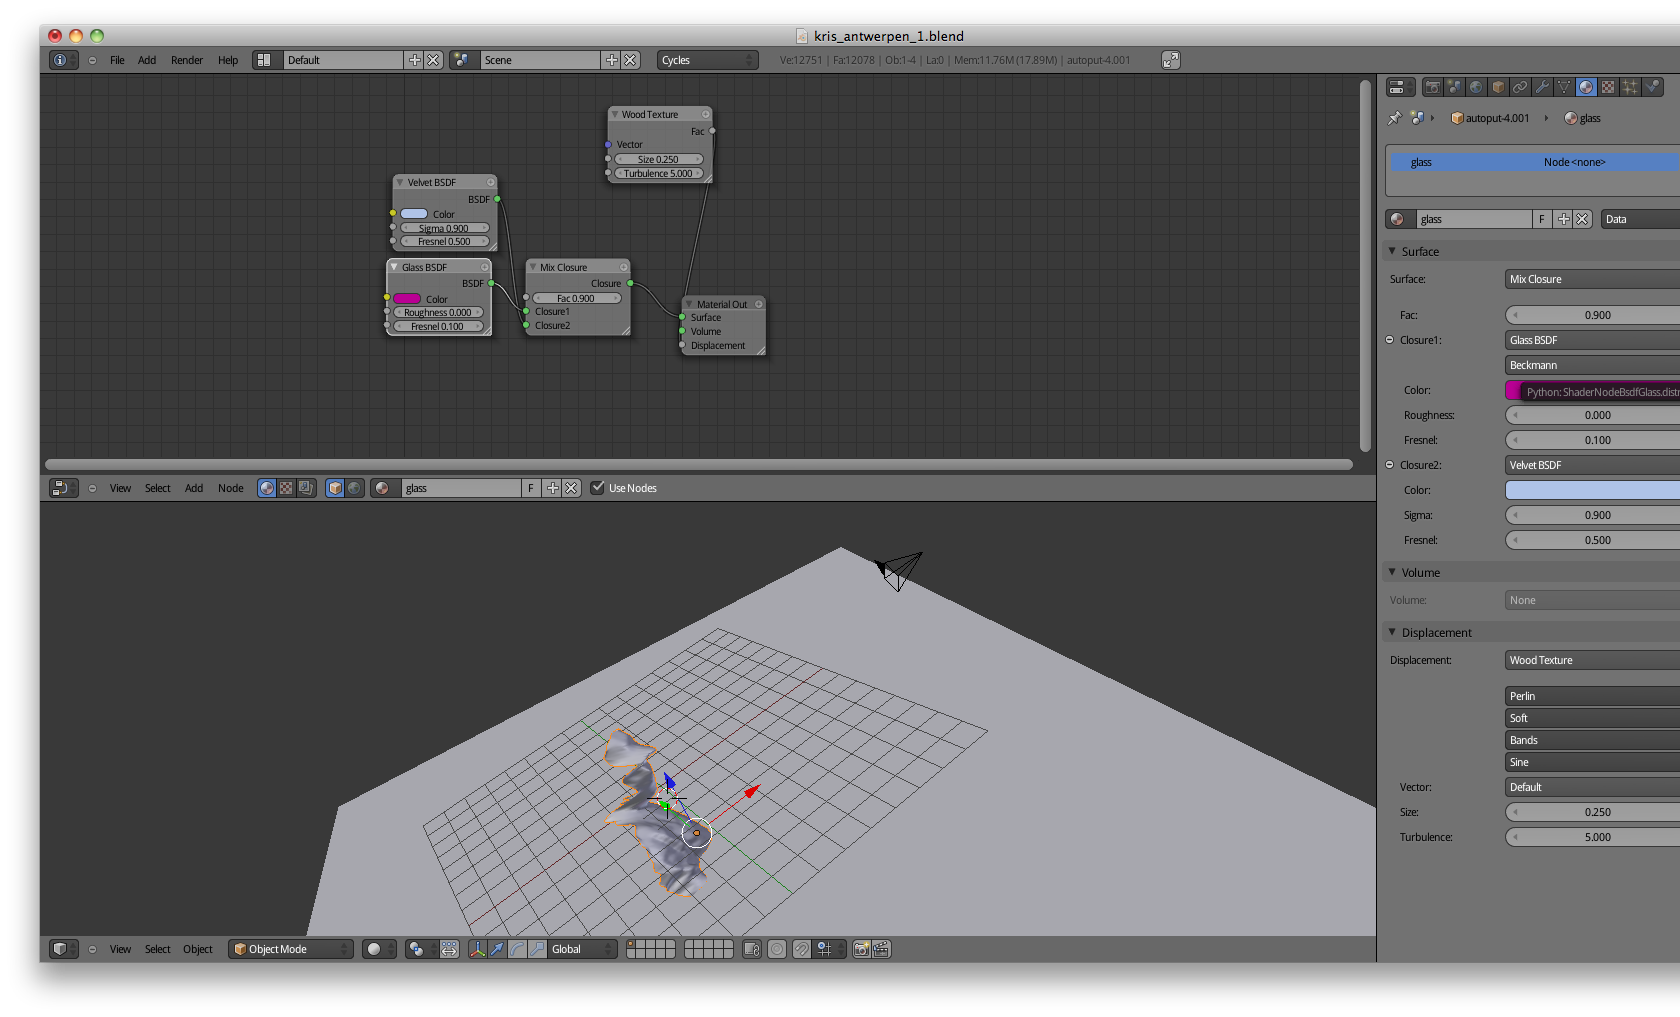 kris_antwerpen_1.blend
File Add Render Help Default Scene Cycles Ve:12751 | Fa:12078 | Ob:1-4 | La:0 | Mem:11.76M (17.89M) | autoput-4.001
Wood Texture
Fac
Vector
Size 0.250
Turbulence 5.000
Velvet BSDF
BSDF
Color
Sigma 0.900
Fresnel 0.500
Glass BSDF
BSDF
Color
Roughness 0.000
Fresnel 0.100
Mix Closure
Closure
Fac 0.900
Closure1
Closure2
Material Out
Surface
Volume
Displacement
View Select Add Node glass F Use Nodes
View Select Object Object Mode Global
autoput-4.001 glass
glass Node <none>
glass F Data
Surface
Surface: Mix Closure
Fac: 0.900
Closure1: Glass BSDF
Beckmann
Color: Python: ShaderNodeBsdfGlass.distr
Roughness: 0.000
Fresnel: 0.100
Closure2: Velvet BSDF
Color:
Sigma: 0.900
Fresnel: 0.500
Volume
Volume: None
Displacement
Displacement: Wood Texture
Perlin
Soft
Bands
Sine
Vector: Default
Size: 0.250
Turbulence: 5.000